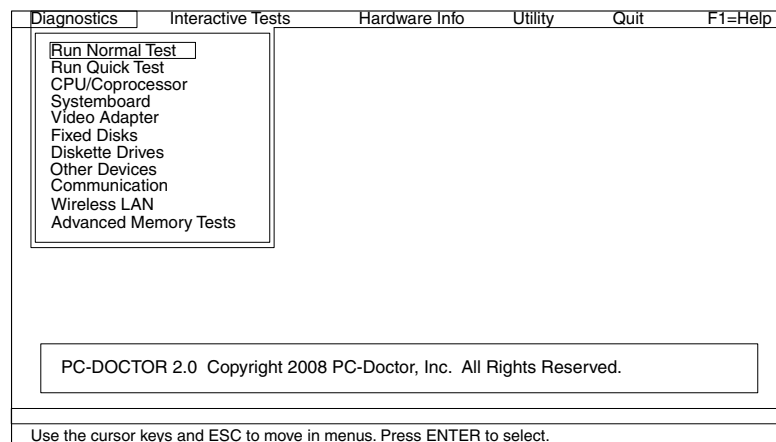 Diagnostics Interactive Tests Hardware Info Utility Quit F1=Help
Run Normal Test
Run Quick Test
CPU/Coprocessor
Systemboard
Video Adapter
Fixed Disks
Diskette Drives
Other Devices
Communication
Wireless LAN
Advanced Memory Tests
PC-DOCTOR 2.0 Copyright 2008 PC-Doctor, Inc. All Rights Reserved.
Use the cursor keys and ESC to move in menus. Press ENTER to select.